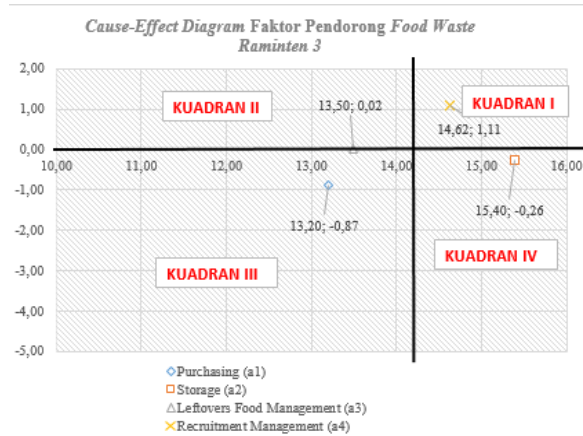 Cause-Effect Diagram Faktor Pendorong Food Waste
Raminten 3
2,00
1,00
0,00
-1,00
-2,00
-3,00
-4,00
-5,00
10,00 11,00 12,00 13,00 14,00 15,00 16,00
KUADRAN II
13,50; 0,02
KUADRAN I
14,62; 1,11
13,20; -0,87
15,40; -0,26
KUADRAN III
KUADRAN IV
Purchasing (a1)
Storage (a2)
Leftovers Food Management (a3)
Recruitment Management (a4)